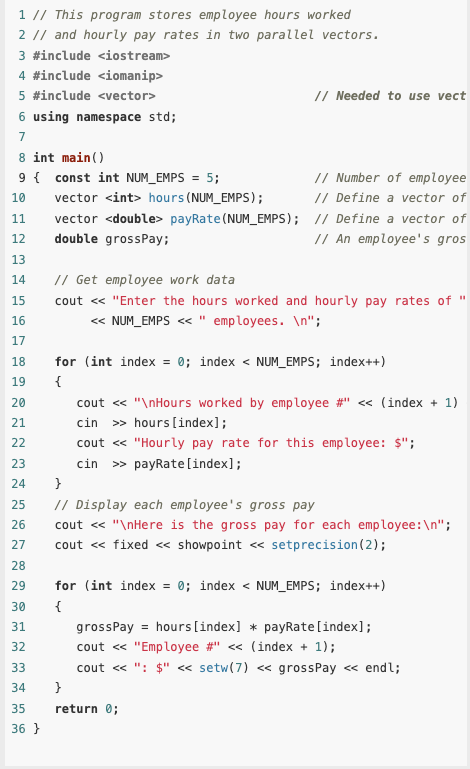 1 // This program stores employee hours worked
2 // and hourly pay rates in two parallel vectors.
3 #include <iostream>
4 #include <iomanip>
5 #include <vector> // Needed to use vect
6 using namespace std;
7
8 int main()
9 { const int NUM_EMPS = 5; // Number of employee
10 vector <int> hours(NUM_EMPS); // Define a vector of
11 vector <double> payRate(NUM_EMPS); // Define a vector of
12 double grossPay; // An employee's gros
13
14 // Get employee work data
15 cout << "Enter the hours worked and hourly pay rates of "
16 << NUM_EMPS << " employees. \n";
17
18 for (int index = 0; index < NUM_EMPS; index++)
19 {
20 cout << "\nHours worked by employee #" << (index + 1)
21 cin >> hours[index];
22 cout << "Hourly pay rate for this employee: $";
23 cin >> payRate[index];
24 }
25 // Display each employee's gross pay
26 cout << "\nHere is the gross pay for each employee:\n";
27 cout << fixed << showpoint << setprecision(2);
28
29 for (int index = 0; index < NUM_EMPS; index++)
30 {
31 grossPay = hours[index] * payRate[index];
32 cout << "Employee #" << (index + 1);
33 cout << ": $" << setw(7) << grossPay << endl;
34 }
35 return 0;
36 }